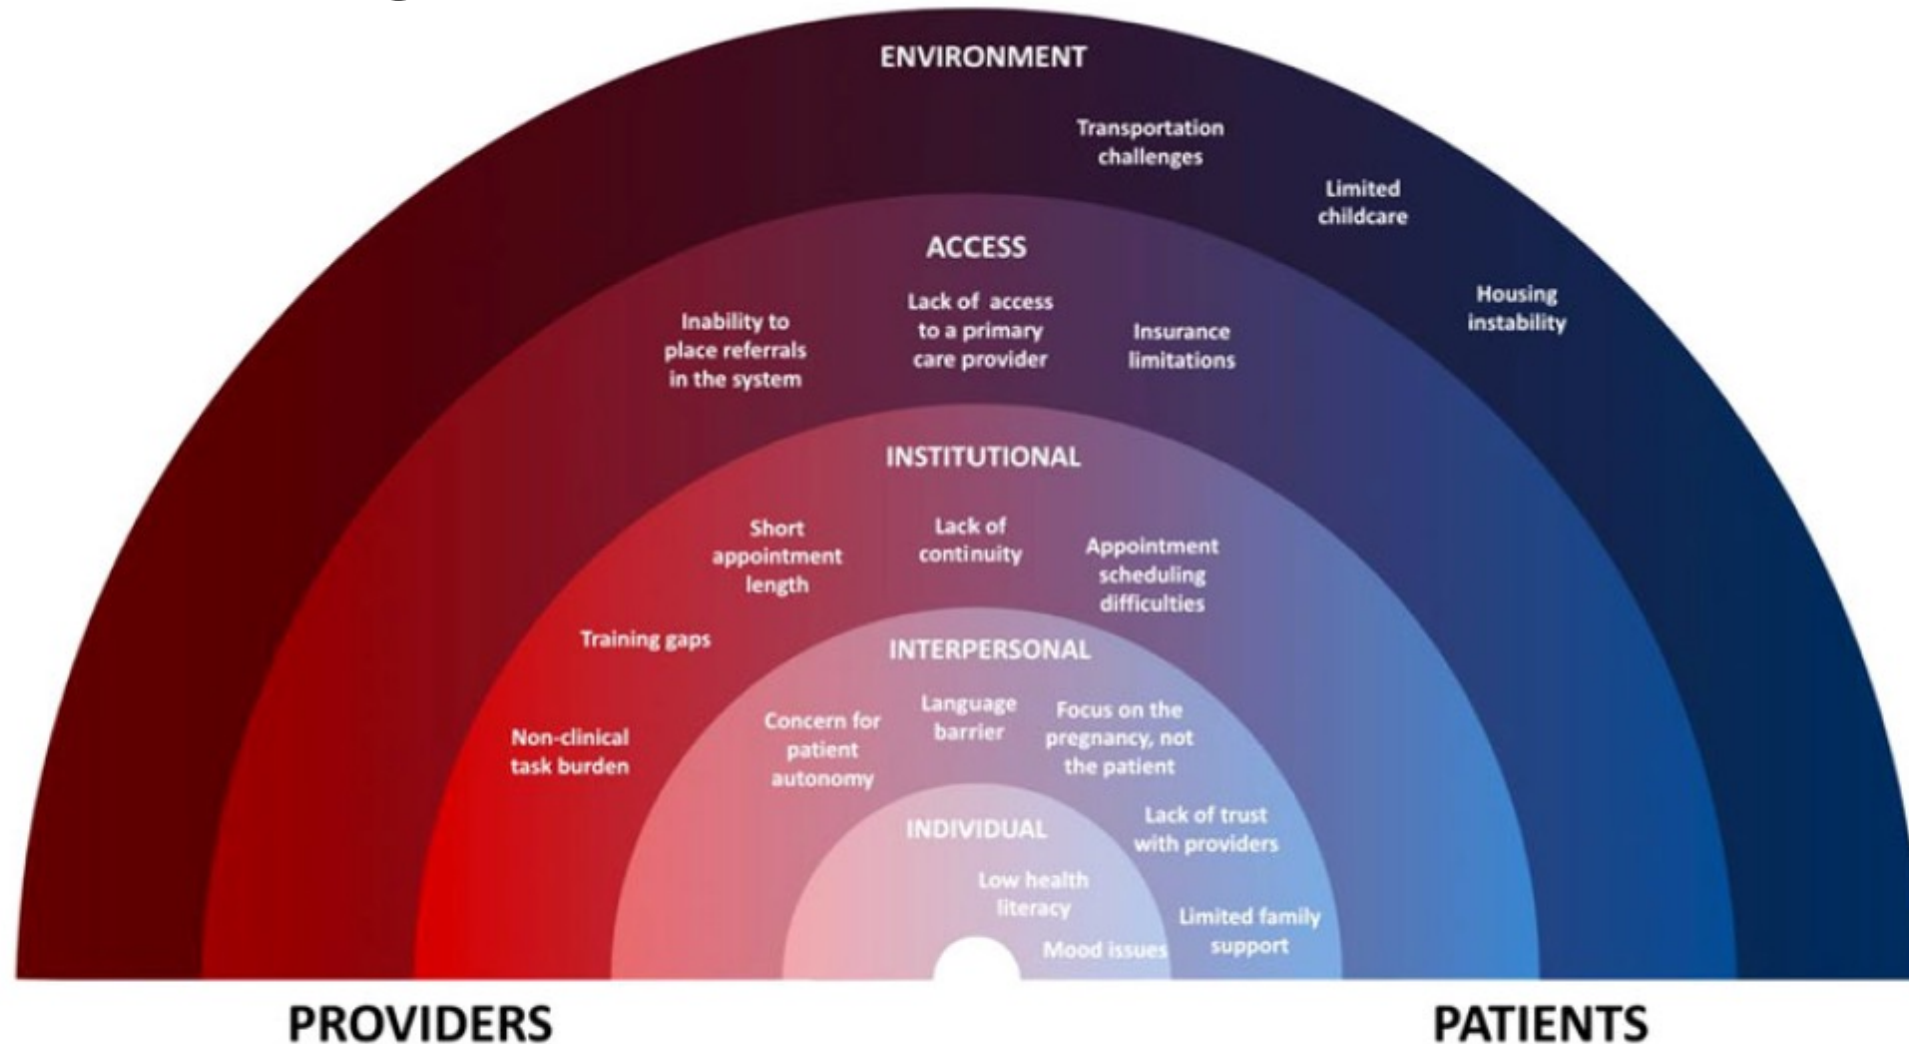 ENVIRONMENT
Transportation
challenges
Limited
childcare
Housing
instability
ACCESS
Inability to
place referrals
in the system
Lack of access
to a primary
care provider
Insurance
limitations
INSTITUTIONAL
Short
appointment
length
Lack of
continuity
Appointment
scheduling
difficulties
Training gaps
Non-clinical
task burden
INTERPERSONAL
Concern for
patient
autonomy
Language
barrier
Focus on the
pregnancy, not
the patient
Lack of trust
with providers
Limited family
support
INDIVIDUAL
Low health
literacy
Mood issues
PROVIDERS
PATIENTS